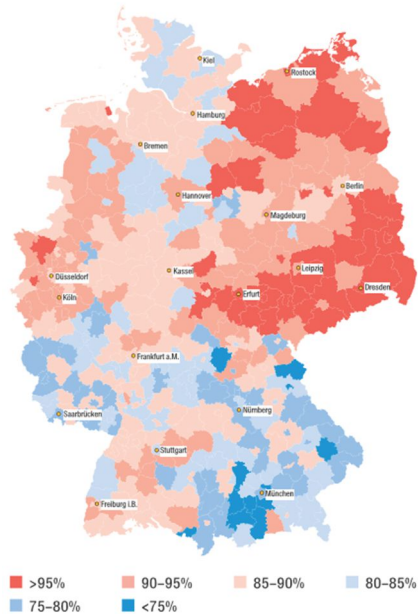 Kiel
Rostock
Hamburg
Bremen
Berlin
Hannover
Magdeburg
Kassel
Leipzig
Düsseldorf
Dresden
Köln
Erfurt
Frankfurt a.M.
Saarbrücken
Nürnberg
Stuttgart
München
Freiburg i.B.
>95% 90–95% 85–90% 80–85%
75–80% <75%